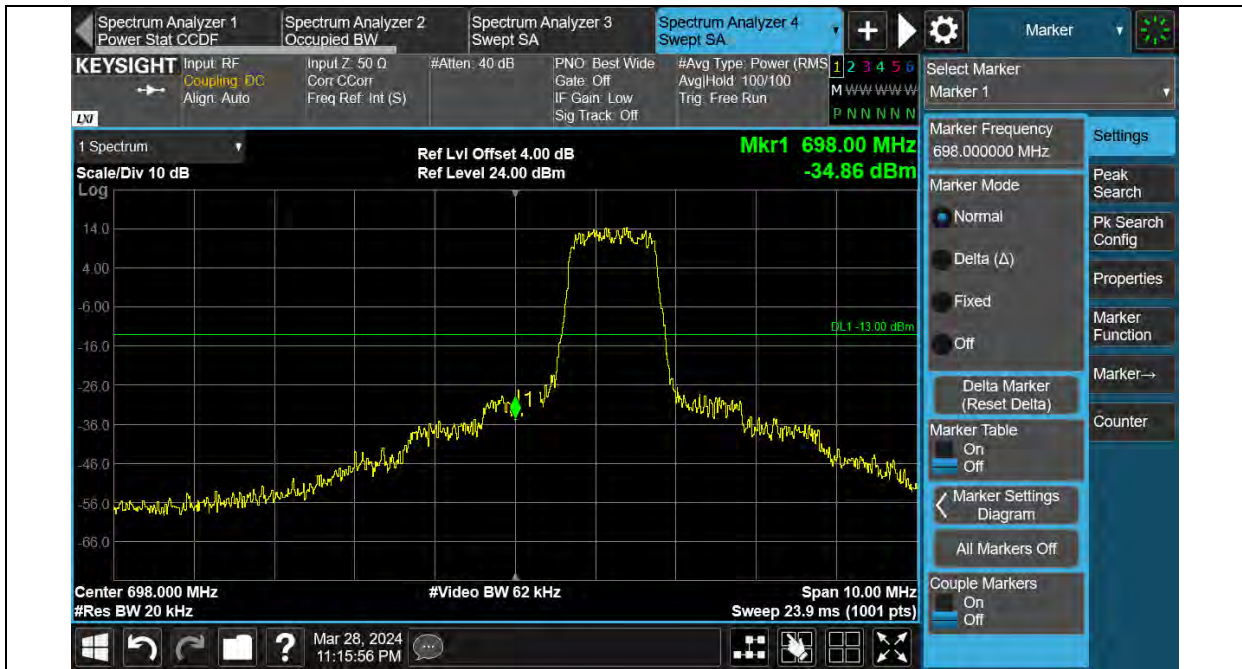 Spectrum Analyzer 1
Power Stat CCDF
Spectrum Analyzer 2
Occupied BW
Spectrum Analyzer 3
Swept SA
Spectrum Analyzer 4
Swept SA
Marker
KEYSIGHT
LXI
Input: RF
Coupling: DC
Align: Auto
Input Z: 50 Ω
Corr CCorr
Freq Ref: Int (S)
#Atten: 40 dB
PNO: Best Wide
Gate: Off
IF Gain: Low
Sig Track: Off
#Avg Type: Power (RMS
Avg|Hold: 100/100
Trig: Free Run
1 2 3 4 5 6
M W W W W W
P N N N N N
Select Marker
Marker 1
1 Spectrum
Scale/Div 10 dB
Ref Lvl Offset 4.00 dB
Ref Level 24.00 dBm
Mkr1 698.00 MHz
-34.86 dBm
Log
14.0
4.00
-6.00
-16.0
-26.0
-36.0
-46.0
-56.0
-66.0
DL1 -13.00 dBm
1
Center 698.000 MHz
#Res BW 20 kHz
#Video BW 62 kHz
Span 10.00 MHz
Sweep 23.9 ms (1001 pts)
Marker Frequency
698.000000 MHz
Marker Mode
Normal
Delta (Δ)
Fixed
Off
Delta Marker
(Reset Delta)
Marker Table
On
Off
Marker Settings
Diagram
All Markers Off
Couple Markers
On
Off
Settings
Peak
Search
Pk Search
Config
Properties
Marker
Function
Marker→
Counter
?
Mar 28, 2024
11:15:56 PM